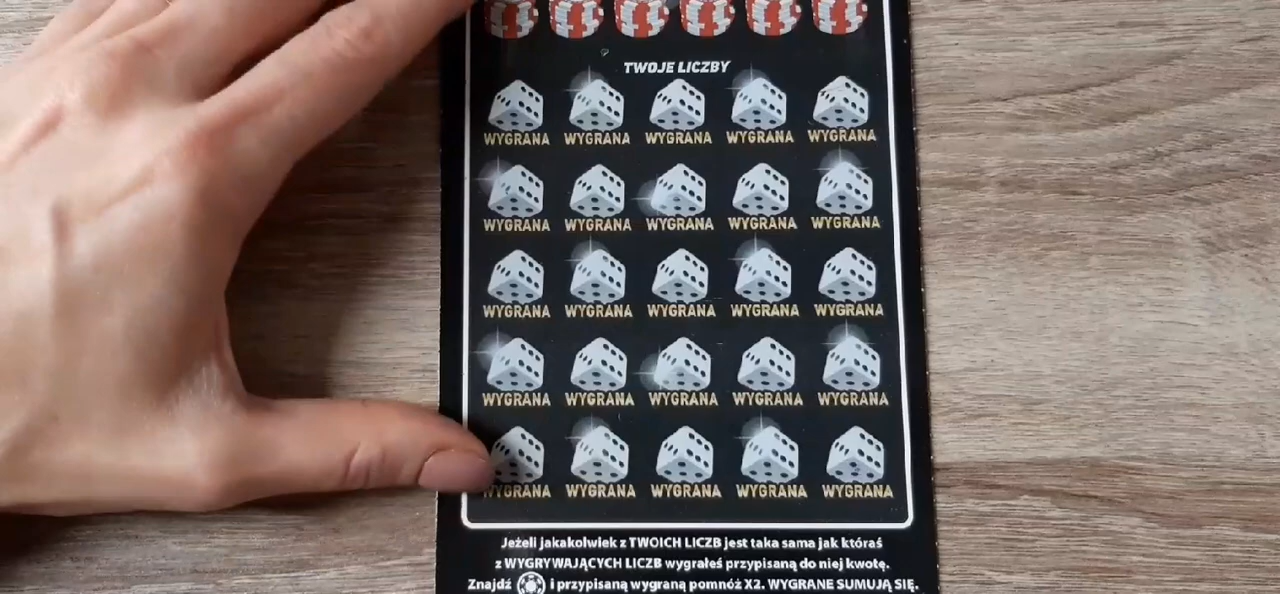 TWOJE LICZBY
WYGRANA WYGRANA WYGRANA WYGRANA WYGRANA
WYGRANA WYGRANA WYGRANA WYGRANA WYGRANA
WYGRANA WYGRANA WYGRANA WYGRANA WYGRANA
WYGRANA WYGRANA WYGRANA WYGRANA WYGRANA
WYGRANA WYGRANA WYGRANA WYGRANA WYGRANA
Jeżeli jakakolwiek z TWOICH LICZB jest taka sama jak któraś
z WYGRYWAJĄCYCH LICZB wygrałeś przypisaną do niej kwotę.
Znajdź i przypisaną wygraną pomnóż X2. WYGRANE SUMUJĄ SIĘ.